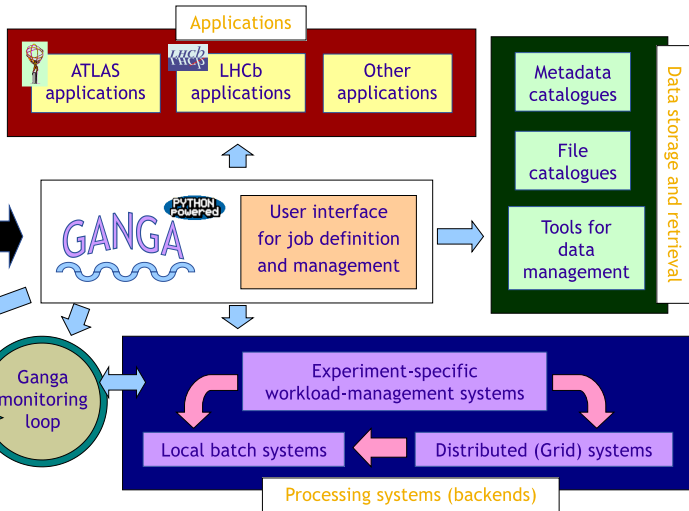 Applications
ATLAS
applications
LHCb
LHCb
applications
Other
applications
Metadata
catalogues
File
catalogues
Tools for
data
management
Data storage and retrieval
PYTHON
powered
GANGA
User interface
for job definition
and management
Ganga
monitoring
loop
Experiment-specific
workload-management systems
Local batch systems
Distributed (Grid) systems
Processing systems (backends)